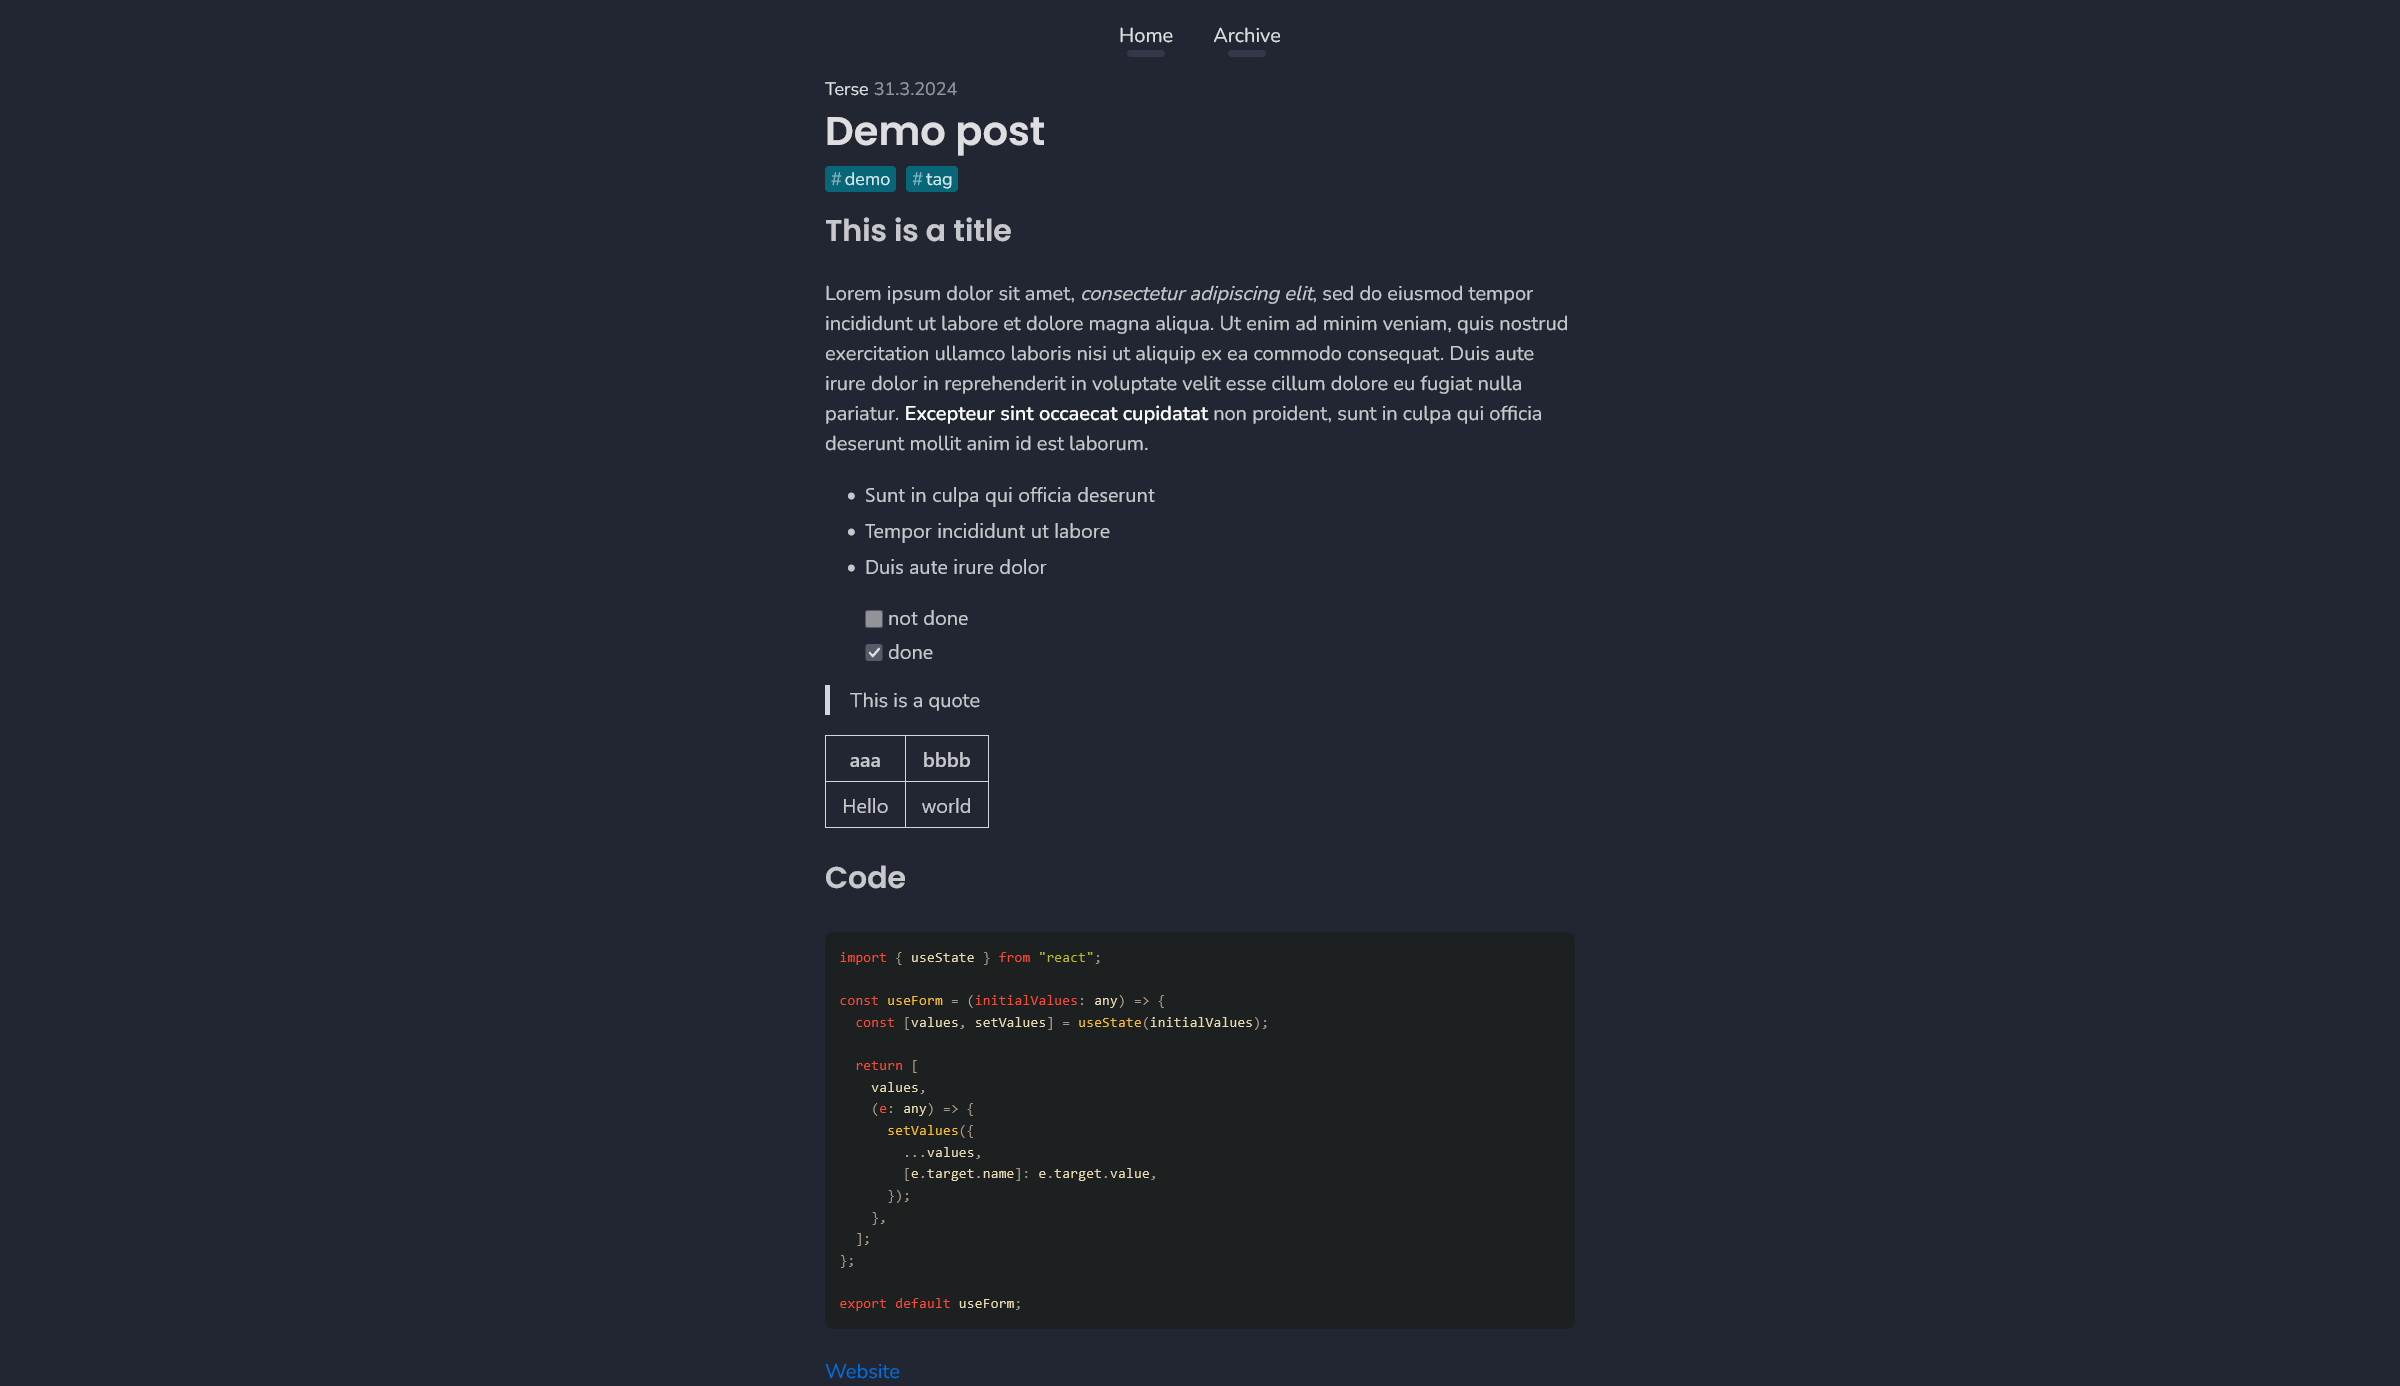 Home Archive
Terse 31.3.2024
Demo post
#demo #tag
This is a title
Lorem ipsum dolor sit amet, consectetur adipiscing elit, sed do eiusmod tempor
incididunt ut labore et dolore magna aliqua. Ut enim ad minim veniam, quis nostrud
exercitation ullamco laboris nisi ut aliquip ex ea commodo consequat. Duis aute
irure dolor in reprehenderit in voluptate velit esse cillum dolore eu fugiat nulla
pariatur. Excepteur sint occaecat cupidatat non proident, sunt in culpa qui officia
deserunt mollit anim id est laborum.
• Sunt in culpa qui officia deserunt
• Tempor incididunt ut labore
• Duis aute irure dolor
not done
done
This is a quote
aaa bbbb
Hello world
Code
import { useState } from "react";
const useForm = (initialValues: any) => {
  const [values, setValues] = useState(initialValues);
  return [
    values,
    (e: any) => {
      setValues({
        ...values,
        [e.target.name]: e.target.value,
      });
    },
  ];
};
export default useForm;
Website